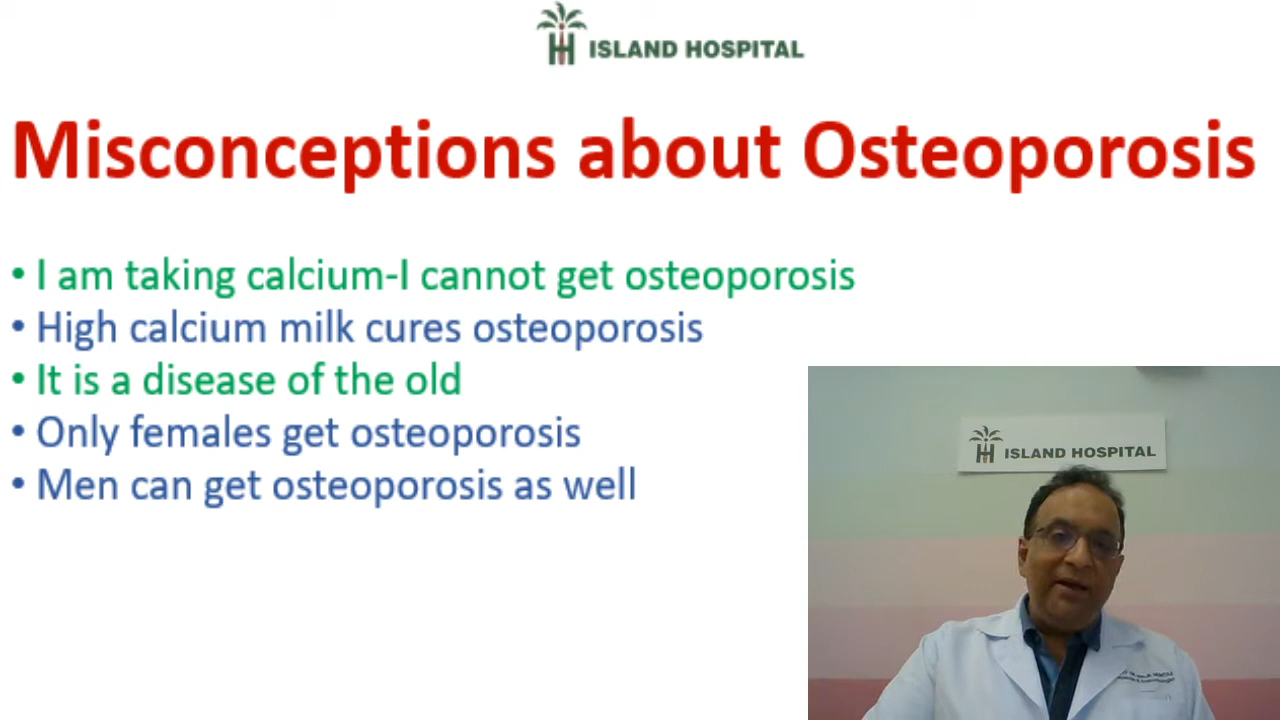 ISLAND HOSPITAL
Misconceptions about Osteoporosis
• I am taking calcium-I cannot get osteoporosis
• High calcium milk cures osteoporosis
• It is a disease of the old
• Only females get osteoporosis
• Men can get osteoporosis as well
ISLAND HOSPITAL